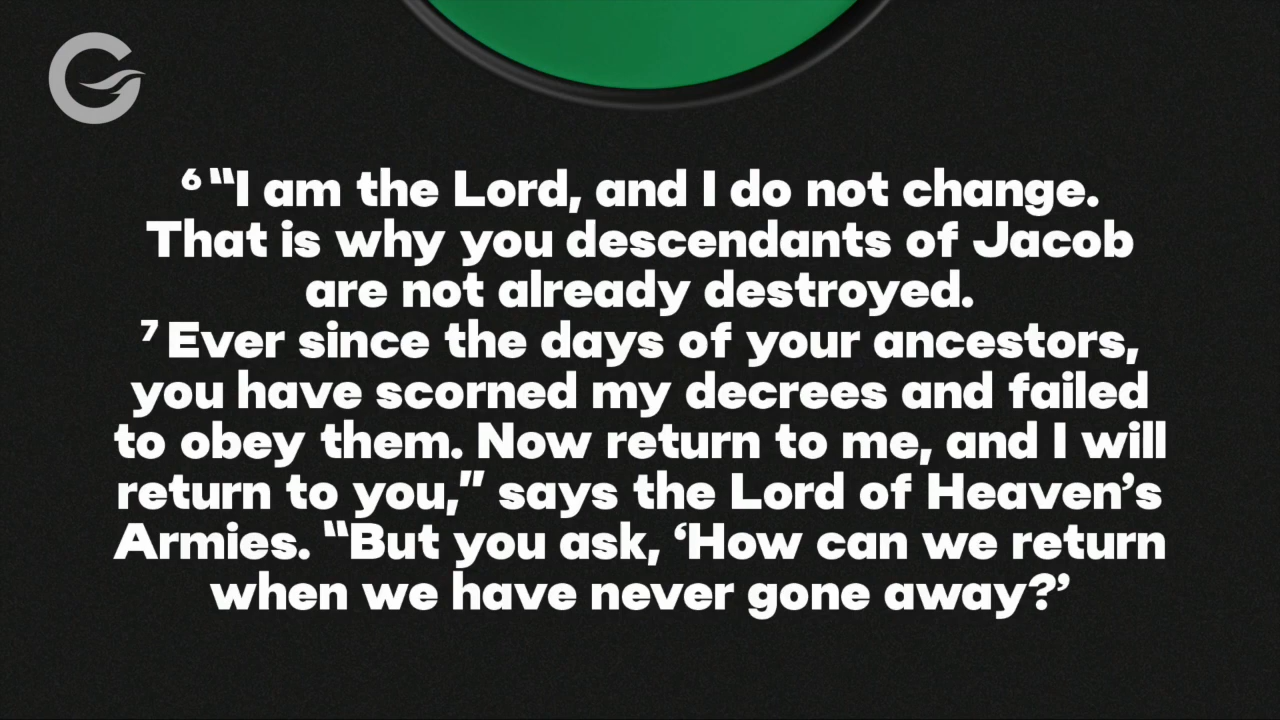 ⁶ “I am the Lord, and I do not change.
That is why you descendants of Jacob
are not already destroyed.
⁷ Ever since the days of your ancestors,
you have scorned my decrees and failed
to obey them. Now return to me, and I will
return to you,” says the Lord of Heaven’s
Armies. “But you ask, ‘How can we return
when we have never gone away?’